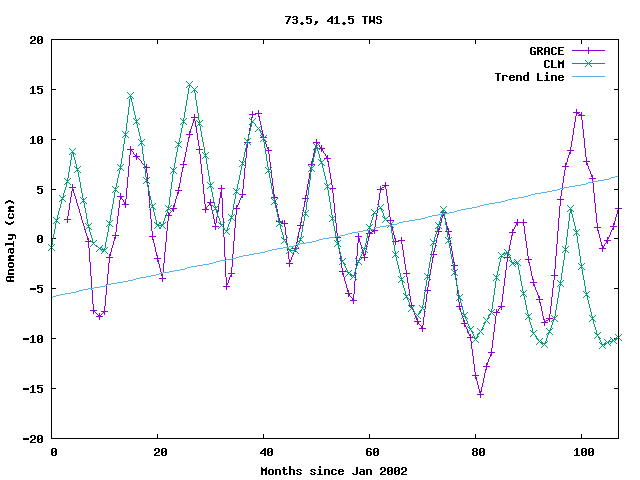 73.5, 41.5 TWS
GRACE
CLM
Trend Line
20
15
10
5
0
-5
-10
-15
-20
Anomaly (cm)
0 20 40 60 80 100
Months since Jan 2002